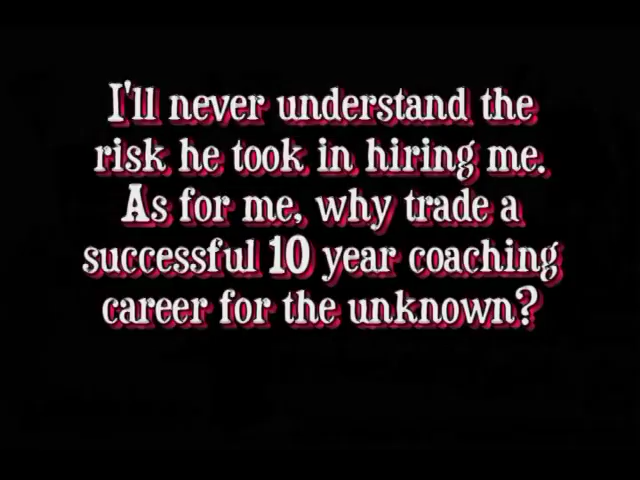 I'll never understand the
risk he took in hiring me.
As for me, why trade a
successful 10 year coaching
career for the unknown?